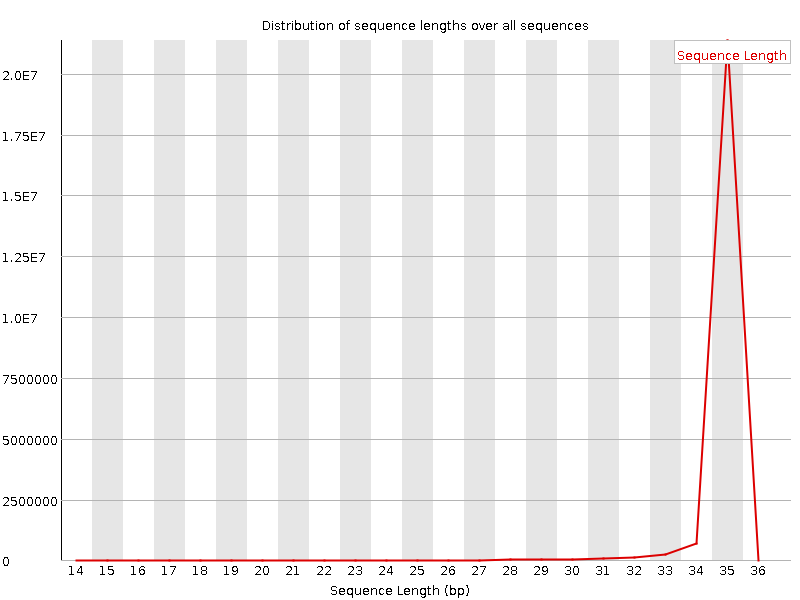 Distribution of sequence lengths over all sequences
Sequence Length
2.0E7
1.75E7
1.5E7
1.25E7
1.0E7
7500000
5000000
2500000
0
14 15 16 17 18 19 20 21 22 23 24 25 26 27 28 29 30 31 32 33 34 35 36
Sequence Length (bp)